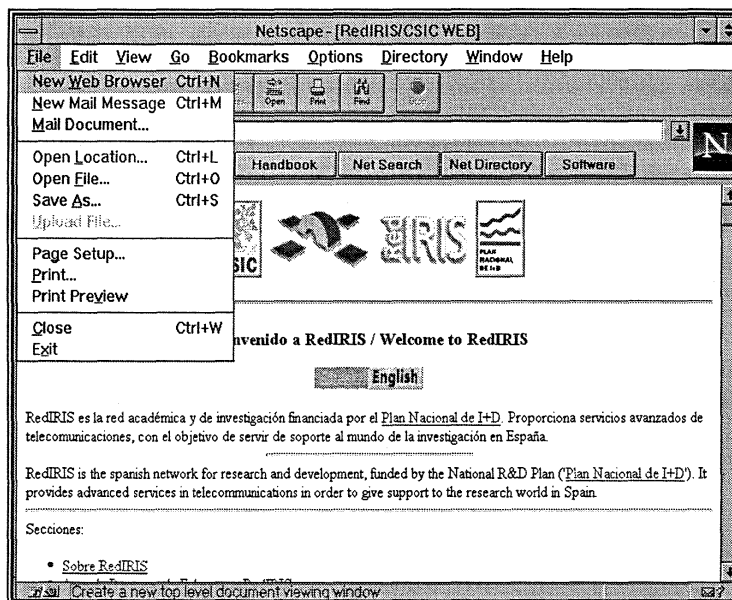 Netscape - [RedIRIS/CSIC WEB]
File Edit View Go Bookmarks Options Directory Window Help
New Web Browser Ctrl+N
New Mail Message Ctrl+M
Mail Document...
Open Location... Ctrl+L
Open File... Ctrl+O
Save As... Ctrl+S
Upload File...
Page Setup...
Print...
Print Preview
Close Ctrl+W
Exit
Open Print Find
N
Handbook Net Search Net Directory Software
SIC
Red IRIS
PLAN
NACIONAL
DE I+D
nvenido a RedIRIS / Welcome to RedIRIS
English
RedIRIS es la red académica y de investigación financiada por el Plan Nacional de I+D. Proporciona servicios avanzados de
telecomunicaciones, con el objetivo de servir de soporte al mundo de la investigación en España.
RedIRIS is the spanish network for research and development, funded by the National R&D Plan ('Plan Nacional de I+D'). It
provides advanced services in telecommunications in order to give support to the research world in Spain.
Secciones:
• Sobre RedIRIS
Create a new top level document viewing window